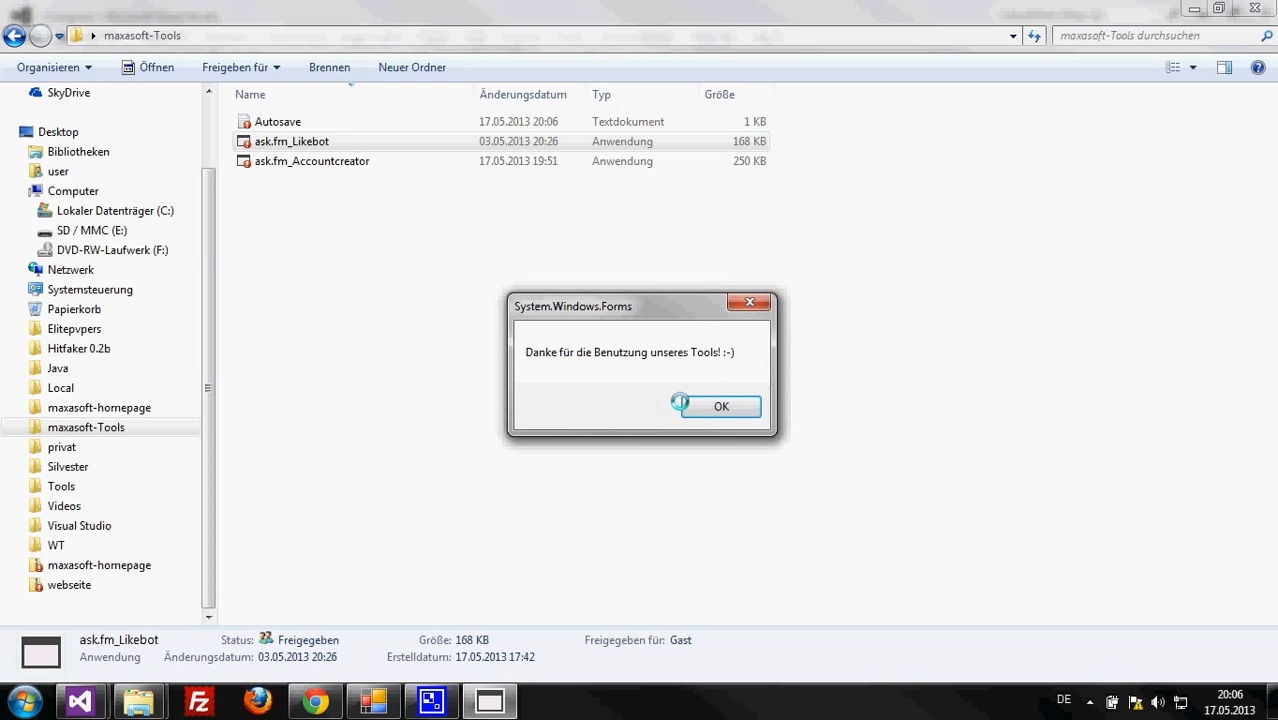 maxasoft-Tools
maxasoft-Tools durchsuchen
Organisieren Öffnen Freigeben für Brennen Neuer Ordner
Name Änderungsdatum Typ Größe
Autosave 17.05.2013 20:06 Textdokument 1 KB
ask.fm_Likebot 03.05.2013 20:26 Anwendung 168 KB
ask.fm_Accountcreator 17.05.2013 19:51 Anwendung 250 KB
SkyDrive
Desktop
Bibliotheken
user
Computer
Lokaler Datenträger (C:)
SD / MMC (E:)
DVD-RW-Laufwerk (F:)
Netzwerk
Systemsteuerung
Papierkorb
Elitepvpers
Hitfaker 0.2b
Java
Local
maxasoft-homepage
maxasoft-Tools
privat
Silvester
Tools
Videos
Visual Studio
WT
maxasoft-homepage
webseite
System.Windows.Forms
Danke für die Benutzung unseres Tools! :-)
OK
ask.fm_Likebot Status: Freigegeben Größe: 168 KB Freigegeben für: Gast
Anwendung Änderungsdatum: 03.05.2013 20:26 Erstelldatum: 17.05.2013 17:42
Fz
DE
20:06
17.05.2013